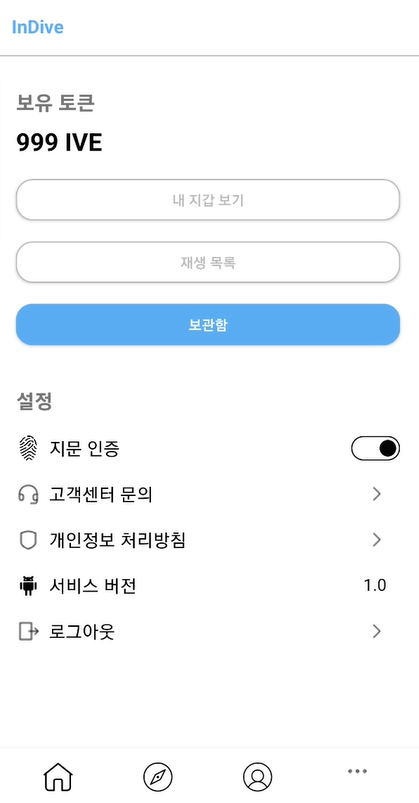 InDive
보유 토큰
999 IVE
내 지갑 보기
재생 목록
보관함
설정
지문 인증
고객센터 문의
개인정보 처리방침
서비스 버전 1.0
로그아웃